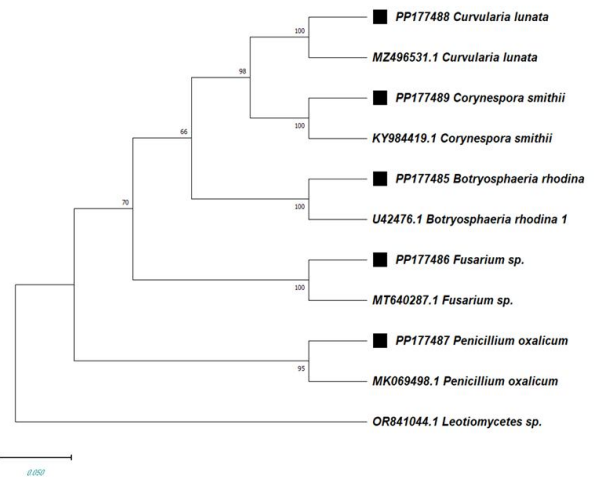 PP177488 Curvularia lunata
100
MZ496531.1 Curvularia lunata
98
PP177489 Corynespora smithii
100
KY984419.1 Corynespora smithii
66
PP177485 Botryosphaeria rhodina
100
U42476.1 Botryosphaeria rhodina 1
70
PP177486 Fusarium sp.
100
MT640287.1 Fusarium sp.
PP177487 Penicillium oxalicum
95
MK069498.1 Penicillium oxalicum
OR841044.1 Leotiomycetes sp.
0.050